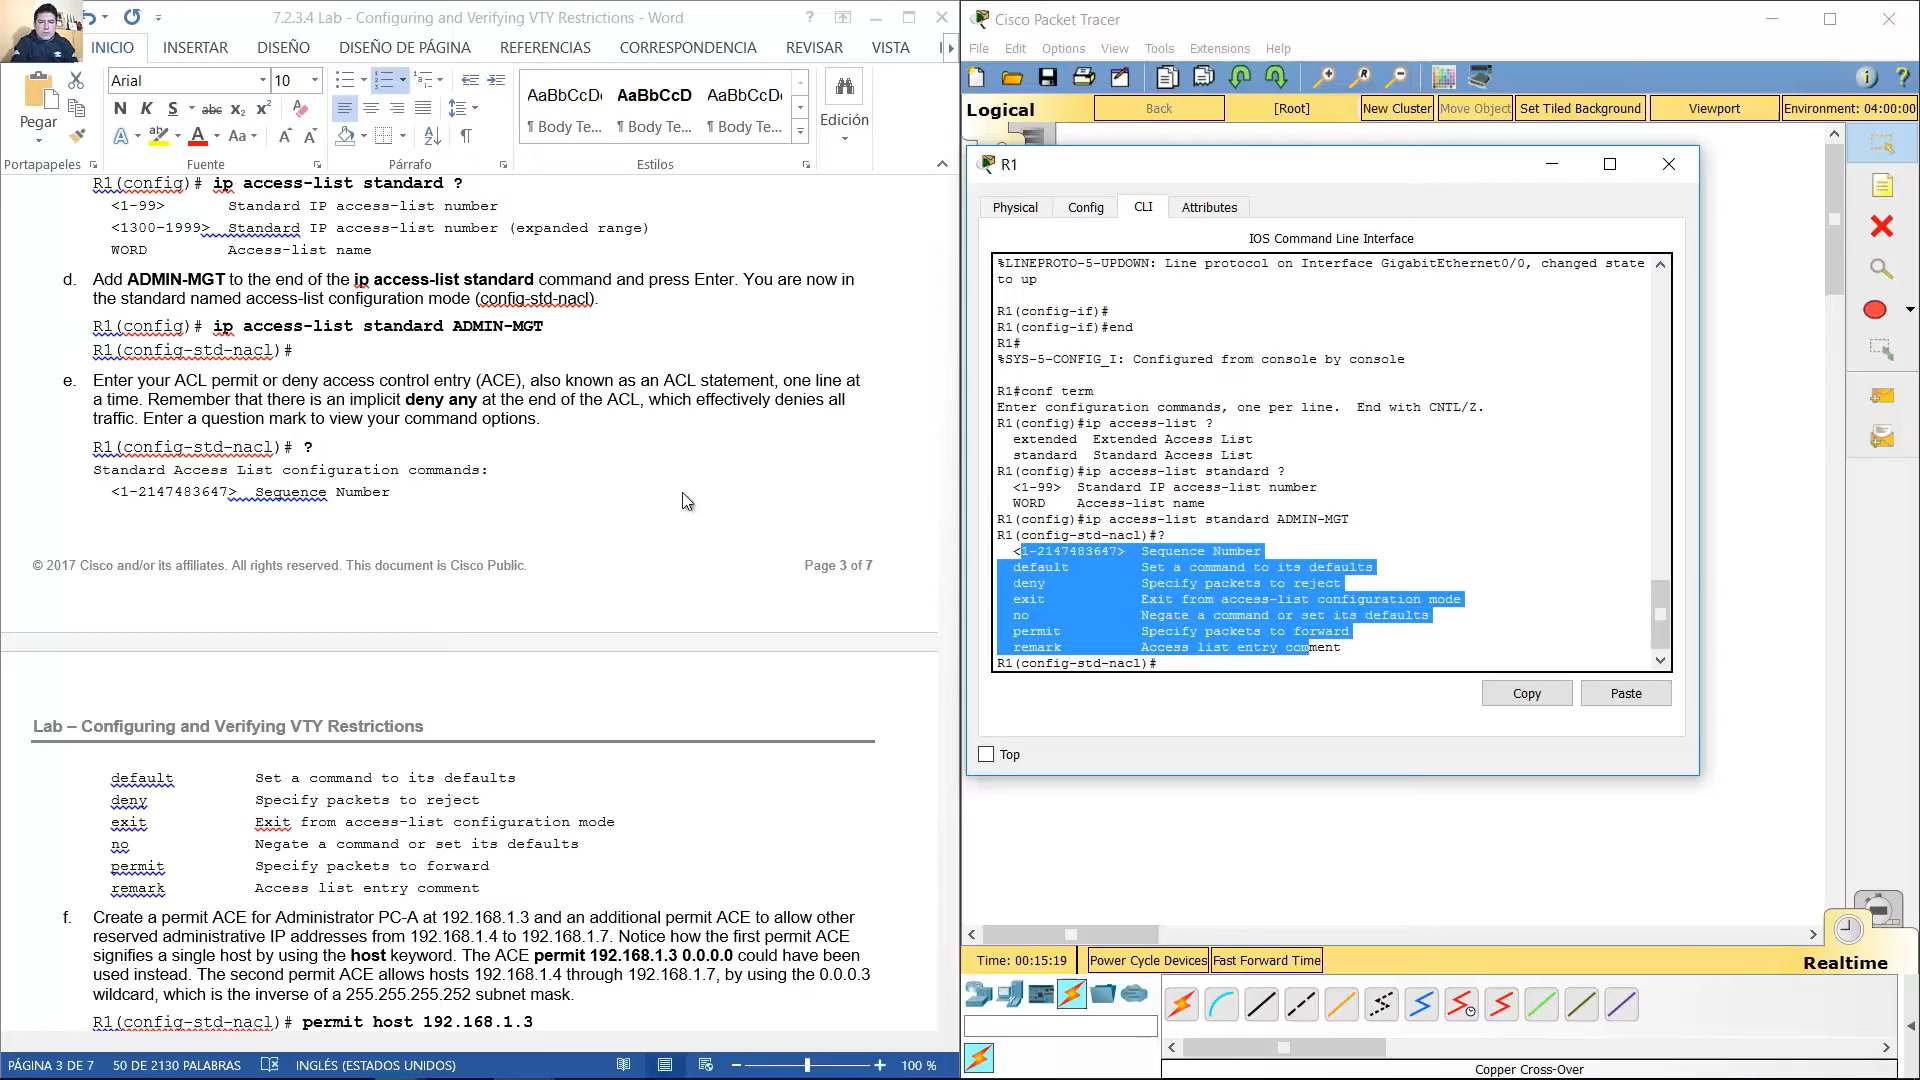 7.2.3.4 Lab - Configuring and Verifying VTY Restrictions - Word
INICIO INSERTAR DISEÑO DISEÑO DE PÁGINA REFERENCIAS CORRESPONDENCIA REVISAR VISTA
Arial 10
Pegar
N K S abc x₂ x²
A A Aa A A
AaBbCcDc AaBbCcD AaBbCcDc
¶ Body Te... ¶ Body Te... ¶ Body Te...
Edición
Portapapeles Fuente Párrafo Estilos
R1(config)# ip access-list standard ?
<1-99> Standard IP access-list number
<1300-1999> Standard IP access-list number (expanded range)
WORD Access-list name
d. Add ADMIN-MGT to the end of the ip access-list standard command and press Enter. You are now in
the standard named access-list configuration mode (config-std-nacl).
R1(config)# ip access-list standard ADMIN-MGT
R1(config-std-nacl)#
e. Enter your ACL permit or deny access control entry (ACE), also known as an ACL statement, one line at
a time. Remember that there is an implicit deny any at the end of the ACL, which effectively denies all
traffic. Enter a question mark to view your command options.
R1(config-std-nacl)# ?
Standard Access List configuration commands:
<1-2147483647> Sequence Number
© 2017 Cisco and/or its affiliates. All rights reserved. This document is Cisco Public. Page 3 of 7
Lab – Configuring and Verifying VTY Restrictions
default Set a command to its defaults
deny Specify packets to reject
exit Exit from access-list configuration mode
no Negate a command or set its defaults
permit Specify packets to forward
remark Access list entry comment
f. Create a permit ACE for Administrator PC-A at 192.168.1.3 and an additional permit ACE to allow other
reserved administrative IP addresses from 192.168.1.4 to 192.168.1.7. Notice how the first permit ACE
signifies a single host by using the host keyword. The ACE permit 192.168.1.3 0.0.0.0 could have been
used instead. The second permit ACE allows hosts 192.168.1.4 through 192.168.1.7, by using the 0.0.0.3
wildcard, which is the inverse of a 255.255.255.252 subnet mask.
R1(config-std-nacl)# permit host 192.168.1.3
PÁGINA 3 DE 7 50 DE 2130 PALABRAS INGLÉS (ESTADOS UNIDOS) 100 %
Cisco Packet Tracer
File Edit Options View Tools Extensions Help
Logical Back [Root] New Cluster Move Object Set Tiled Background Viewport Environment: 04:00:00
R1
Physical Config CLI Attributes
IOS Command Line Interface
%LINEPROTO-5-UPDOWN: Line protocol on Interface GigabitEthernet0/0, changed state
to up
R1(config-if)#
R1(config-if)#end
R1#
%SYS-5-CONFIG_I: Configured from console by console
R1#conf term
Enter configuration commands, one per line. End with CNTL/Z.
R1(config)#ip access-list ?
extended Extended Access List
standard Standard Access List
R1(config)#ip access-list standard ?
<1-99> Standard IP access-list number
WORD Access-list name
R1(config)#ip access-list standard ADMIN-MGT
R1(config-std-nacl)#?
<1-2147483647> Sequence Number
default Set a command to its defaults
deny Specify packets to reject
exit Exit from access-list configuration mode
no Negate a command or set its defaults
permit Specify packets to forward
remark Access list entry comment
R1(config-std-nacl)#
Copy Paste
Top
Time: 00:15:19 Power Cycle Devices Fast Forward Time Realtime
Copper Cross-Over